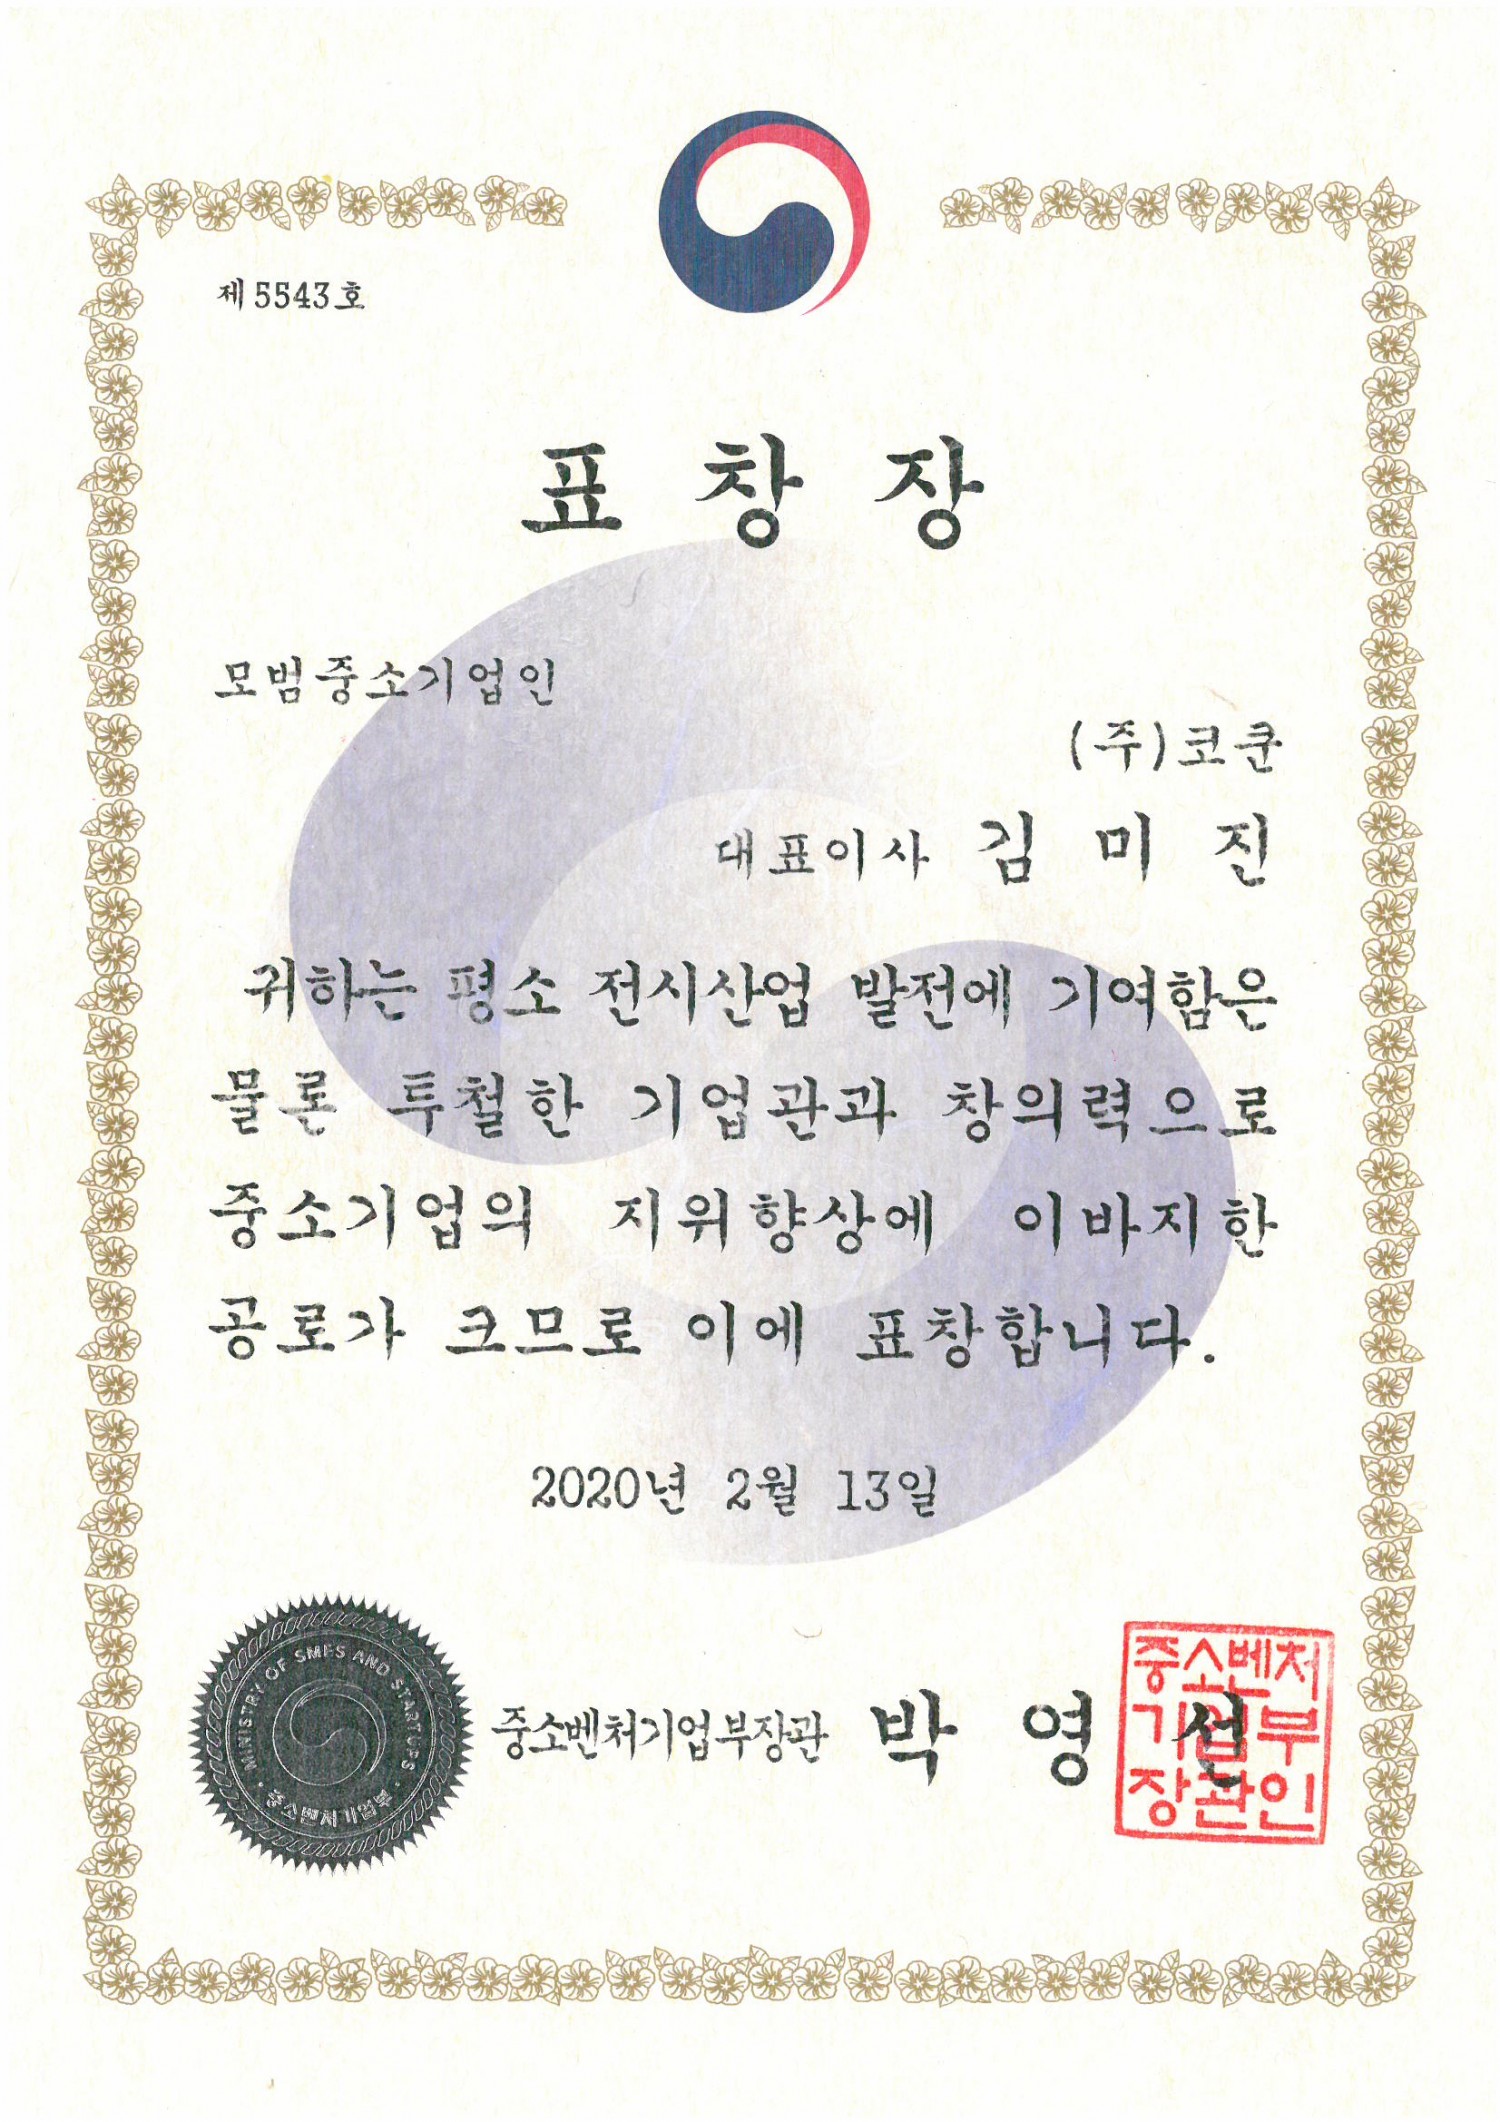 제 5543 호
표 창 장
모범중소기업인
(주)코쿤
대표이사 김 미 진
귀하는 평소 전시산업 발전에 기여함은
물론 투철한 기업관과 창의력으로
중소기업의 지위향상에 이바지한
공로가 크므로 이에 표창합니다.
2020년 2월 13일
MINISTRY OF SMES AND STARTUPS
중소벤처기업부
중소벤처기업부장관 박 영 선
중소벤처
기업부
장관인